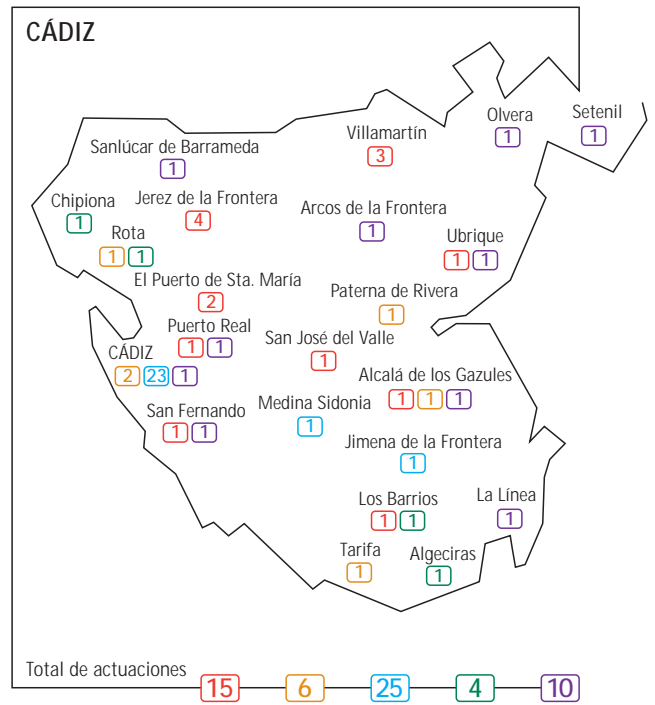 CÁDIZ
Olvera
1
Setenil
1
Villamartín
3
Sanlúcar de Barrameda
1
Chipiona
1
Jerez de la Frontera
4
Arcos de la Frontera
1
Rota
1 1
Ubrique
1 1
El Puerto de Sta. María
2
Paterna de Rivera
1
Puerto Real
1 1
San José del Valle
1
CÁDIZ
2 23 1
Alcalá de los Gazules
1 1 1
San Fernando
1 1
Medina Sidonia
1
Jimena de la Frontera
1
Los Barrios
1 1
La Línea
1
Tarifa
1
Algeciras
1
Total de actuaciones
15 6 25 4 10